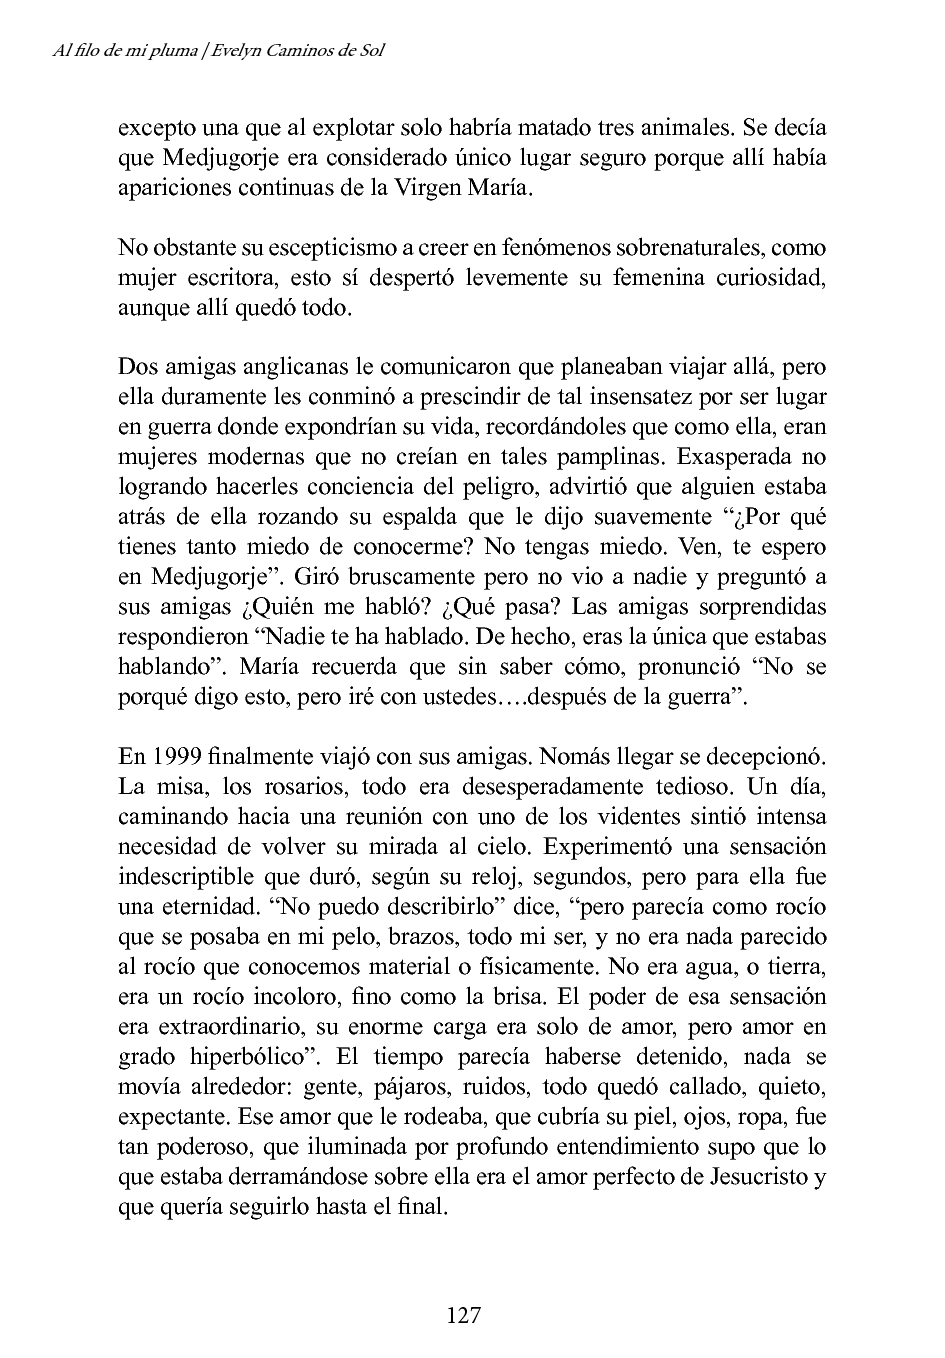 Al filo de mi pluma | Evelyn Caminos de Sol
excepto una que al explotar solo habría matado tres animales. Se decía
que Medjugorje era considerado único lugar seguro porque allí había
apariciones continuas de la Virgen María.
No obstante su escepticismo a creer en fenómenos sobrenaturales, como
mujer escritora, esto sí despertó levemente su femenina curiosidad,
aunque allí quedó todo.
Dos amigas anglicanas le comunicaron que planeaban viajar allá, pero
ella duramente les conminó a prescindir de tal insensatez por ser lugar
en guerra donde expondrían su vida, recordándoles que como ella, eran
mujeres modernas que no creían en tales pamplinas. Exasperada no
logrando hacerles conciencia del peligro, advirtió que alguien estaba
atrás de ella rozando su espalda que le dijo suavemente “¿Por qué
tienes tanto miedo de conocerme? No tengas miedo. Ven, te espero
en Medjugorje”. Giró bruscamente pero no vio a nadie y preguntó a
sus amigas ¿Quién me habló? ¿Qué pasa? Las amigas sorprendidas
respondieron “Nadie te ha hablado. De hecho, eras la única que estabas
hablando”. María recuerda que sin saber cómo, pronunció “No se
porqué digo esto, pero iré con ustedes….después de la guerra”.
En 1999 finalmente viajó con sus amigas. Nomás llegar se decepcionó.
La misa, los rosarios, todo era desesperadamente tedioso. Un día,
caminando hacia una reunión con uno de los videntes sintió intensa
necesidad de volver su mirada al cielo. Experimentó una sensación
indescriptible que duró, según su reloj, segundos, pero para ella fue
una eternidad. “No puedo describirlo” dice, “pero parecía como rocío
que se posaba en mi pelo, brazos, todo mi ser, y no era nada parecido
al rocío que conocemos material o físicamente. No era agua, o tierra,
era un rocío incoloro, fino como la brisa. El poder de esa sensación
era extraordinario, su enorme carga era solo de amor, pero amor en
grado hiperbólico”. El tiempo parecía haberse detenido, nada se
movía alrededor: gente, pájaros, ruidos, todo quedó callado, quieto,
expectante. Ese amor que le rodeaba, que cubría su piel, ojos, ropa, fue
tan poderoso, que iluminada por profundo entendimiento supo que lo
que estaba derramándose sobre ella era el amor perfecto de Jesucristo y
que quería seguirlo hasta el final.
127